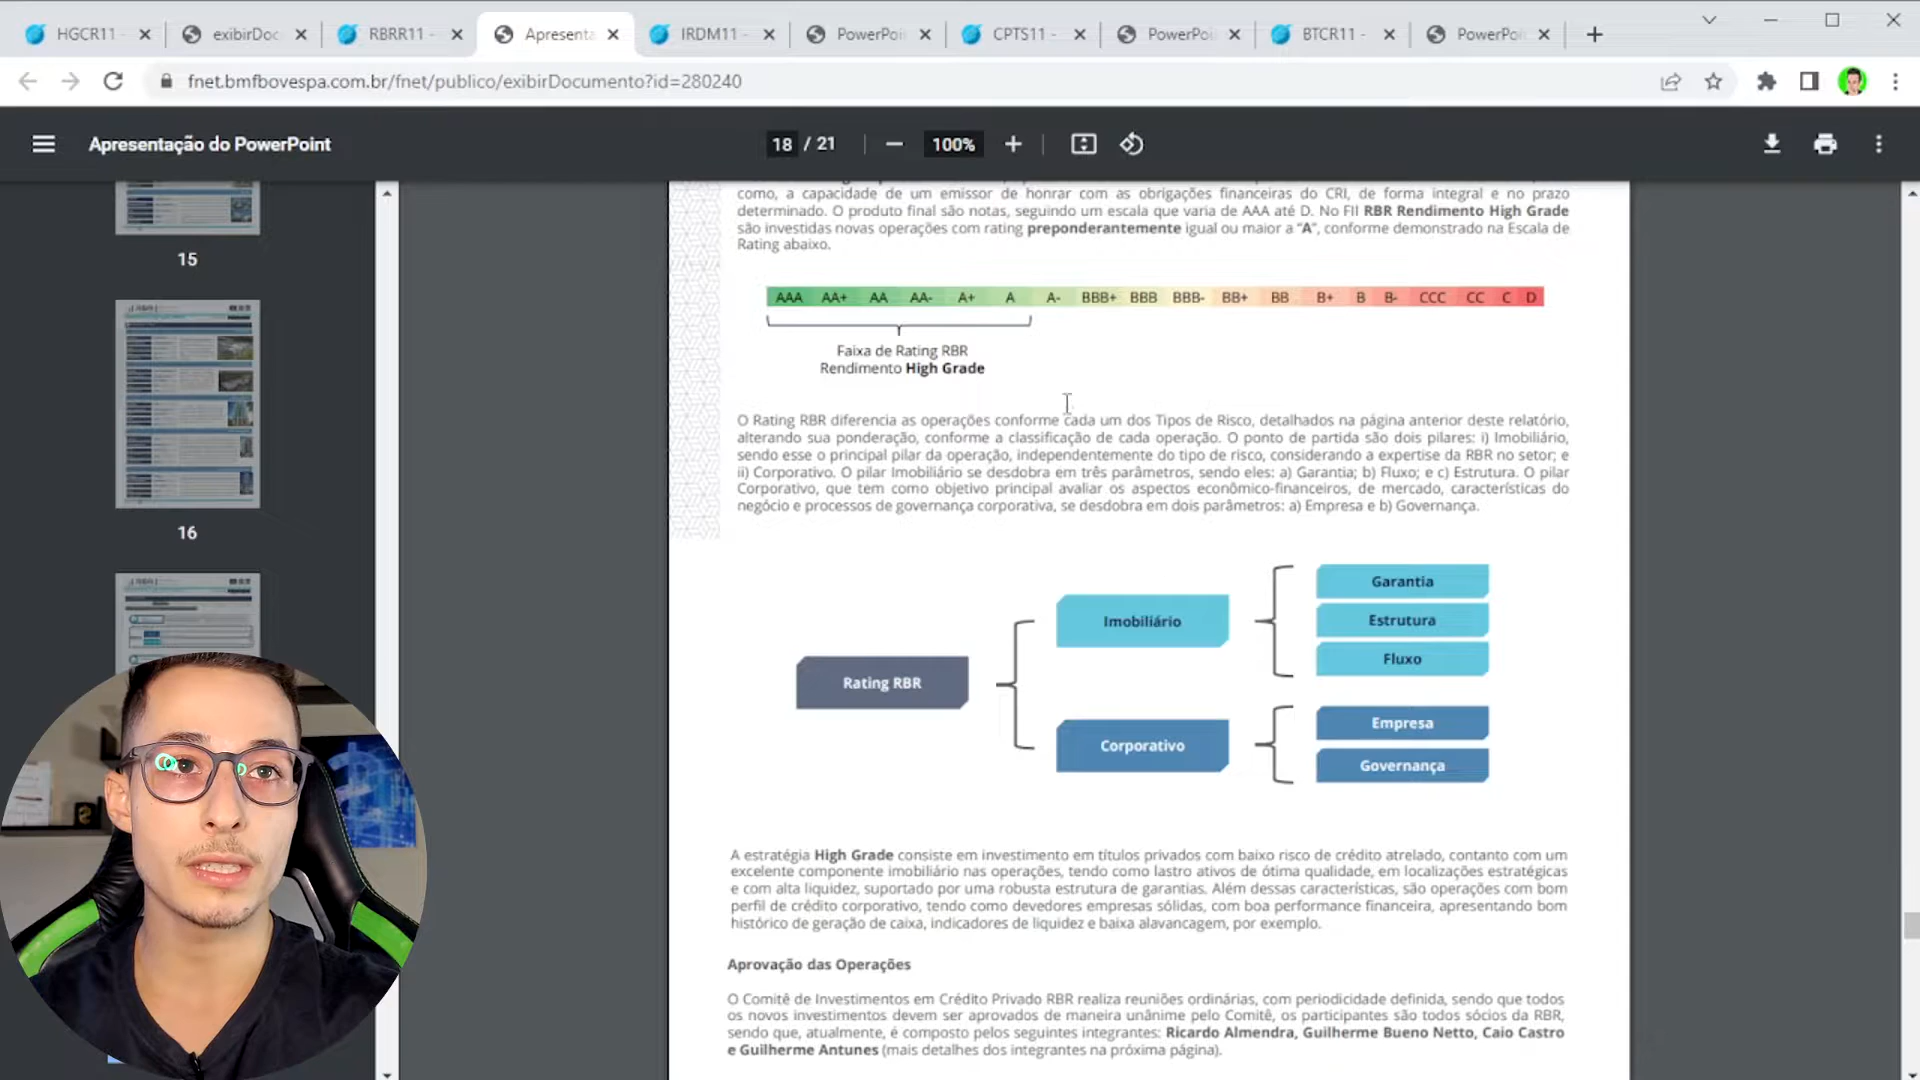 HGCR11 -
exibirDoc
RBRR11 -
Apresenta
IRDM11 -
PowerPoi
CPTS11 -
PowerPo
BTCR11 -
PowerPo
fnet.bmfbovespa.com.br/fnet/publico/exibirDocumento?id=280240
Apresentação do PowerPoint
18 / 21
100%
15
16
como, a capacidade de um emissor de honrar com as obrigações financeiras do CRI, de forma integral e no prazo
determinado. O produto final são notas, seguindo um escala que varia de AAA até D. No FII RBR Rendimento High Grade
são investidas novas operações com rating preponderantemente igual ou maior a “A”, conforme demonstrado na Escala de
Rating abaixo.
AAA AA+ AA AA- A+ A A- BBB+ BBB BBB- BB+ BB B+ B B- CCC CC C D
Faixa de Rating RBR
Rendimento High Grade
O Rating RBR diferencia as operações conforme cada um dos Tipos de Risco, detalhados na página anterior deste relatório,
alterando sua ponderação, conforme a classificação de cada operação. O ponto de partida são dois pilares: i) Imobiliário,
sendo esse o principal pilar da operação, independentemente do tipo de risco, considerando a expertise da RBR no setor; e
ii) Corporativo. O pilar Imobiliário se desdobra em três parâmetros, sendo eles: a) Garantia; b) Fluxo; e c) Estrutura. O pilar
Corporativo, que tem como objetivo principal avaliar os aspectos econômico-financeiros, de mercado, características do
negócio e processos de governança corporativa, se desdobra em dois parâmetros: a) Empresa e b) Governança.
Rating RBR
Imobiliário
Garantia
Estrutura
Fluxo
Corporativo
Empresa
Governança
A estratégia High Grade consiste em investimento em títulos privados com baixo risco de crédito atrelado, contanto com um
excelente componente imobiliário nas operações, tendo como lastro ativos de ótima qualidade, em localizações estratégicas
e com alta liquidez, suportado por uma robusta estrutura de garantias. Além dessas características, são operações com bom
perfil de crédito corporativo, tendo como devedores empresas sólidas, com boa performance financeira, apresentando bom
histórico de geração de caixa, indicadores de liquidez e baixa alavancagem, por exemplo.
Aprovação das Operações
O Comitê de Investimentos em Crédito Privado RBR realiza reuniões ordinárias, com periodicidade definida, sendo que todos
os novos investimentos devem ser aprovados de maneira unânime pelo Comitê, os participantes são todos sócios da RBR,
sendo que, atualmente, é composto pelos seguintes integrantes: Ricardo Almendra, Guilherme Bueno Netto, Caio Castro
e Guilherme Antunes (mais detalhes dos integrantes na próxima página).